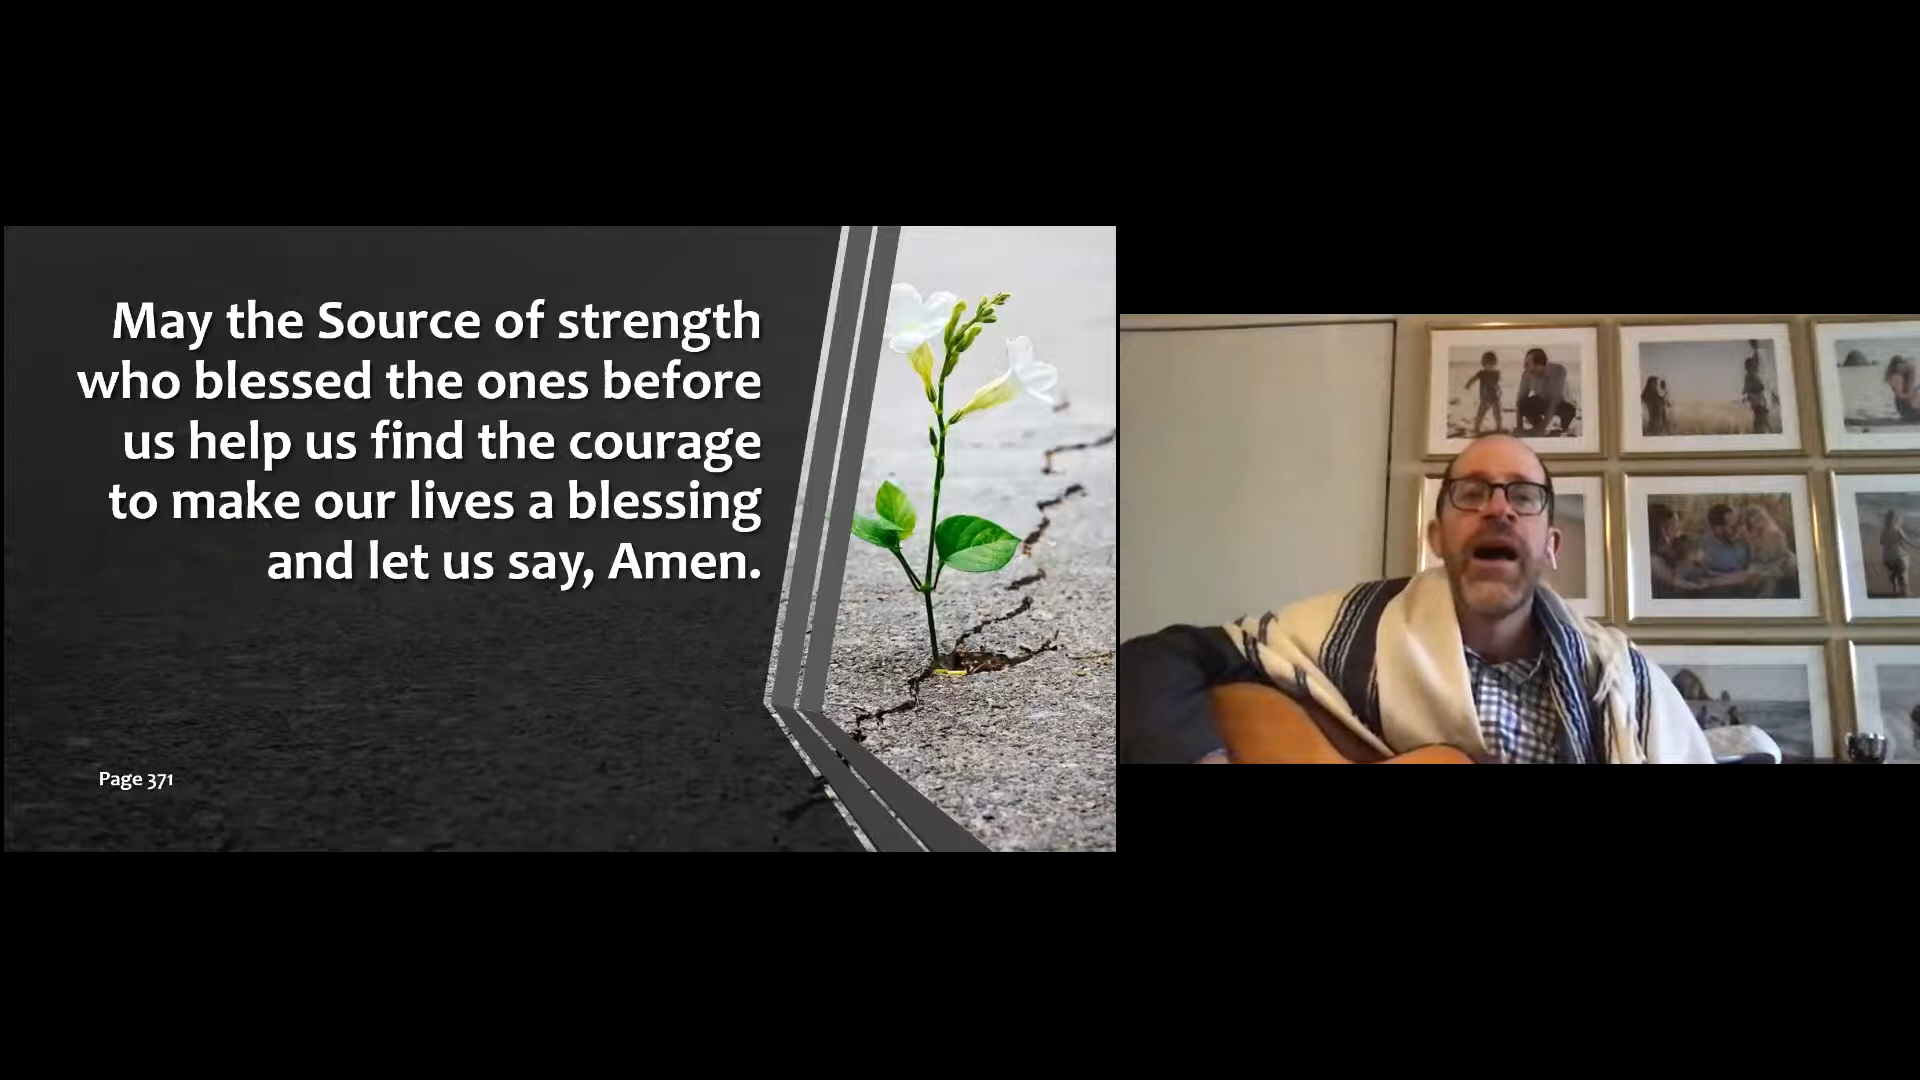 May the Source of strength
who blessed the ones before
us help us find the courage
to make our lives a blessing
and let us say, Amen.
Page 371